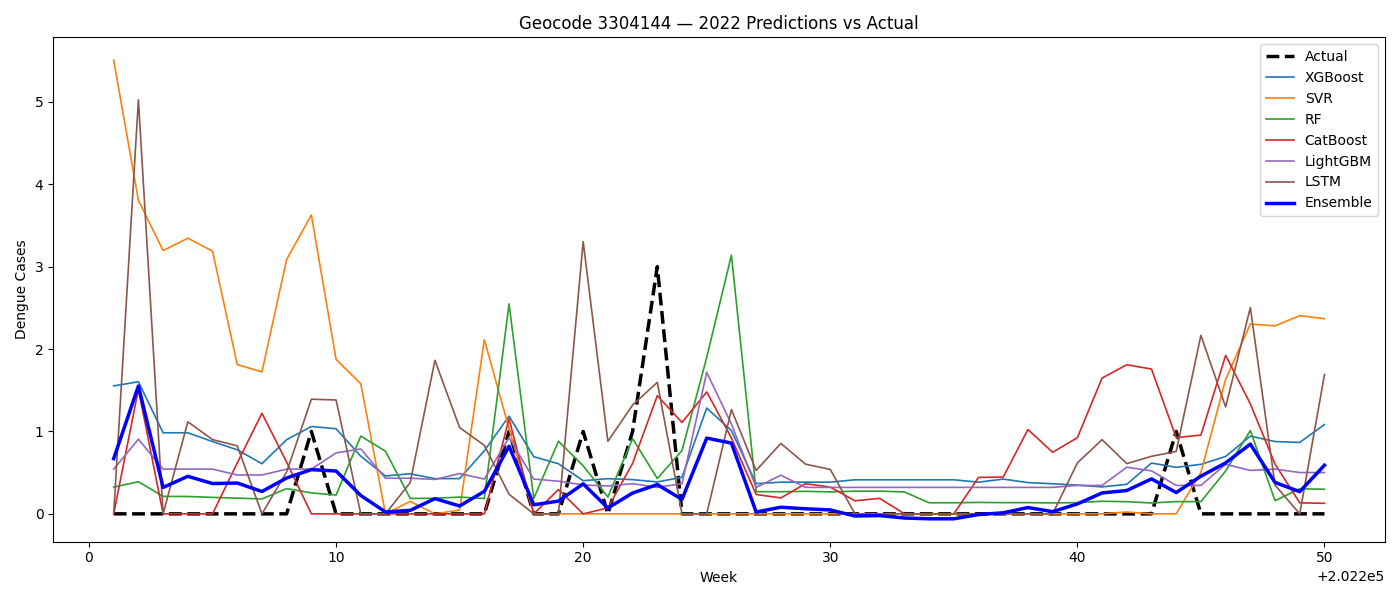 Geocode 3304144 — 2022 Predictions vs Actual
Dengue Cases
5
4
3
2
1
0
0
10
20
30
40
50
+2.022e5
Week
Actual
XGBoost
SVR
RF
CatBoost
LightGBM
LSTM
Ensemble